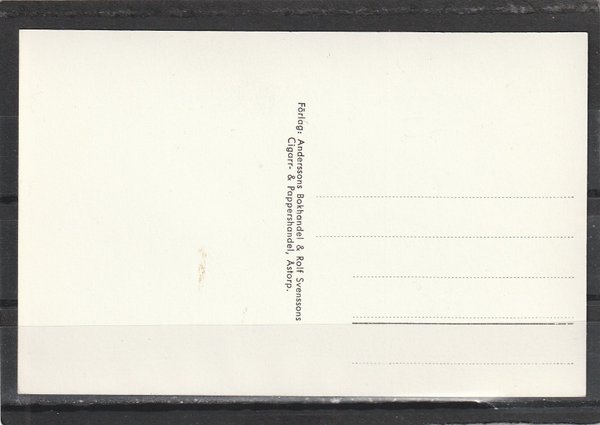 Förlag: Anderssons Bokhandel & Rolf Svenssons
Cigarr- & Pappershandel, Åstorp.